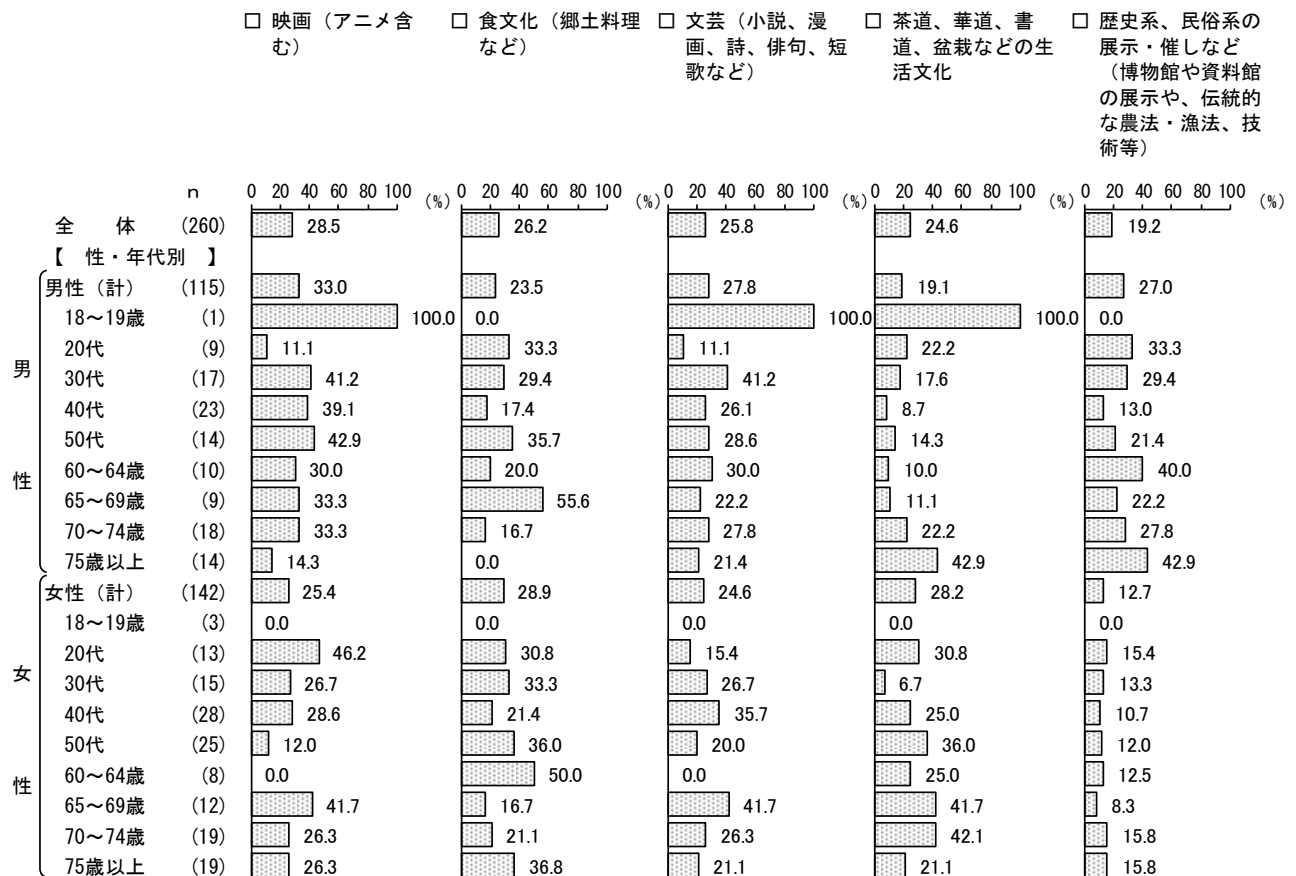 □ 映画（アニメ含
む）
□ 食文化（郷土料理
など）
□ 文芸（小説、漫
画、詩、俳句、短
歌など）
□ 茶道、華道、書
道、盆栽などの生
活文化
□ 歴史系、民俗系の
展示・催しなど
（博物館や資料館
の展示や、伝統的
な農法・漁法、技
術等）
n 0 20 40 60 80 100 (%) 0 20 40 60 80 100 (%) 0 20 40 60 80 100 (%) 0 20 40 60 80 100 (%) 0 20 40 60 80 100 (%)
全 体 (260) 28.5 26.2 25.8 24.6 19.2
【 性・年代別 】
男性（計） (115) 33.0 23.5 27.8 19.1 27.0
18～19歳 (1) 100.0 0.0 100.0 100.0 0.0
20代 (9) 11.1 33.3 11.1 22.2 33.3
男
30代 (17) 41.2 29.4 41.2 17.6 29.4
40代 (23) 39.1 17.4 26.1 8.7 13.0
50代 (14) 42.9 35.7 28.6 14.3 21.4
性
60～64歳 (10) 30.0 20.0 30.0 10.0 40.0
65～69歳 (9) 33.3 55.6 22.2 11.1 22.2
70～74歳 (18) 33.3 16.7 27.8 22.2 27.8
75歳以上 (14) 14.3 0.0 21.4 42.9 42.9
女性（計） (142) 25.4 28.9 24.6 28.2 12.7
18～19歳 (3) 0.0 0.0 0.0 0.0 0.0
20代 (13) 46.2 30.8 15.4 30.8 15.4
女
30代 (15) 26.7 33.3 26.7 6.7 13.3
40代 (28) 28.6 21.4 35.7 25.0 10.7
50代 (25) 12.0 36.0 20.0 36.0 12.0
性
60～64歳 (8) 0.0 50.0 0.0 25.0 12.5
65～69歳 (12) 41.7 16.7 41.7 41.7 8.3
70～74歳 (19) 26.3 21.1 26.3 42.1 15.8
75歳以上 (19) 26.3 36.8 21.1 21.1 15.8